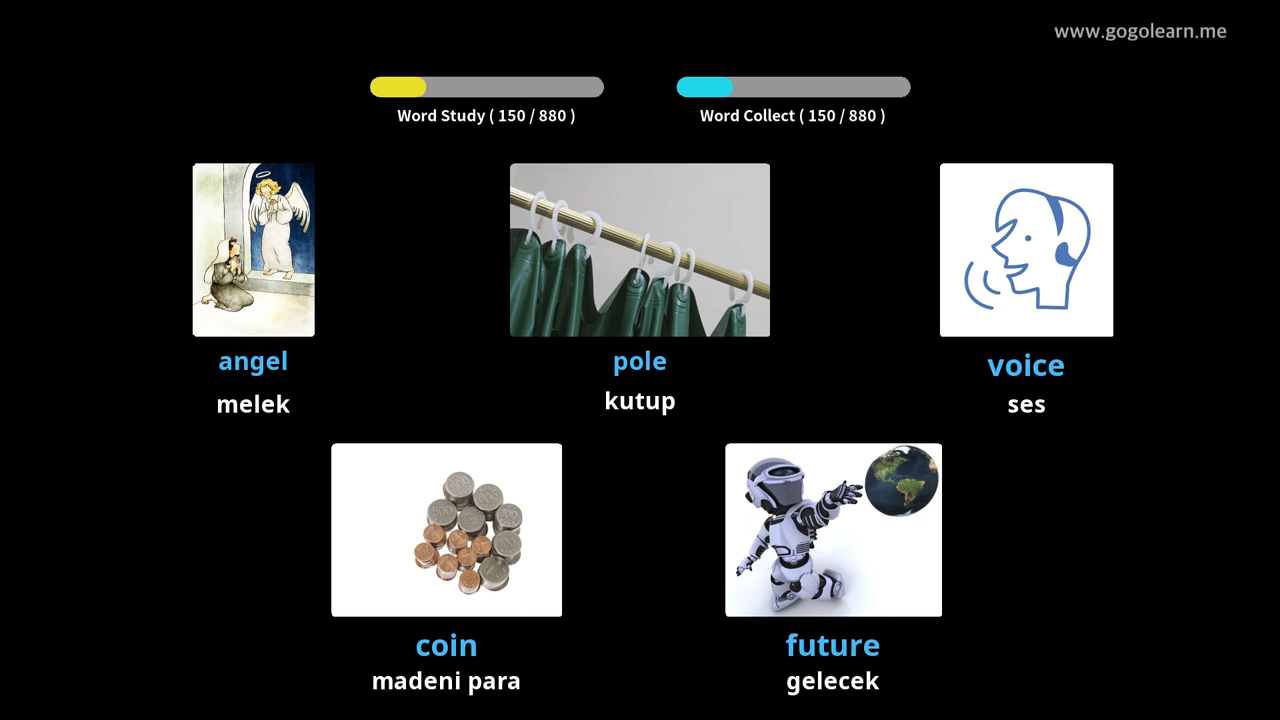 www.gogolearn.me
Word Study ( 150 / 880 )
Word Collect ( 150 / 880 )
angel
pole
voice
melek
kutup
ses
coin
future
madeni para
gelecek